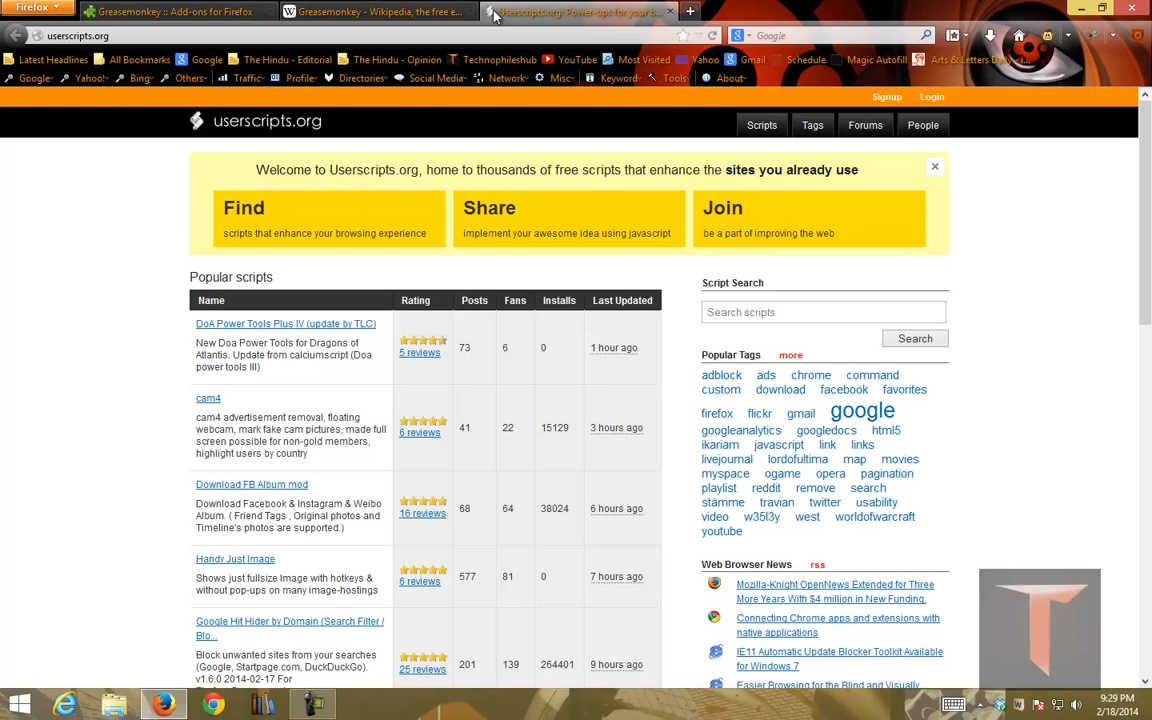 Firefox
Greasemonkey :: Add-ons for Firefox
Greasemonkey - Wikipedia, the free e...
Userscripts.org: Power-ups for your b...
userscripts.org
Google
Latest Headlines
All Bookmarks
Google
The Hindu - Editorial
The Hindu - Opinion
Technophileshub
YouTube
Most Visited
Yahoo
Gmail
Schedule
Magic Autofill
Arts & Letters Daily - i...
Google
Yahoo!
Bing
Others
Traffic
Profile
Directories
Social Media
Network
Misc
Keyword
Tools
About
Signup
Login
userscripts.org
Scripts
Tags
Forums
People
Welcome to Userscripts.org, home to thousands of free scripts that enhance the sites you already use
Find
scripts that enhance your browsing experience
Share
implement your awesome idea using javascript
Join
be a part of improving the web
Popular scripts
Name Rating Posts Fans Installs Last Updated
DoA Power Tools Plus IV (update by TLC)
New Doa Power Tools for Dragons of
Atlantis. Update from calciumscript (Doa
power tools III)
5 reviews
73 6 0 1 hour ago
cam4
cam4 advertisement removal, floating
webcam, mark fake cam pictures, made full
screen possible for non-gold members,
highlight users by country
6 reviews
41 22 15129 3 hours ago
Download FB Album mod
Download Facebook & Instagram & Weibo
Album. ( Friend Tags , Original photos and
Timeline's photos are supported.)
16 reviews
68 64 38024 6 hours ago
Handy Just Image
Shows just fullsize Image with hotkeys &
without pop-ups on many image-hostings
6 reviews
577 81 0 7 hours ago
Google Hit Hider by Domain (Search Filter /
Blo...
Block unwanted sites from your searches
(Google, Startpage.com, DuckDuckGo).
v1.6.0 2014-02-17 For
25 reviews
201 139 264401 9 hours ago
Script Search
Search scripts
Search
Popular Tags more
adblock ads chrome command
custom download facebook favorites
firefox flickr gmail google
googleanalytics googledocs html5
ikariam javascript link links
livejournal lordofultima map movies
myspace ogame opera pagination
playlist reddit remove search
stämme travian twitter usability
video w35l3y west worldofwarcraft
youtube
Web Browser News rss
Mozilla-Knight OpenNews Extended for Three
More Years With $4 million in New Funding.
Connecting Chrome apps and extensions with
native applications
IE11 Automatic Update Blocker Toolkit Available
for Windows 7
Easier Browsing for the Blind and Visually
T
9:29 PM
2/18/2014